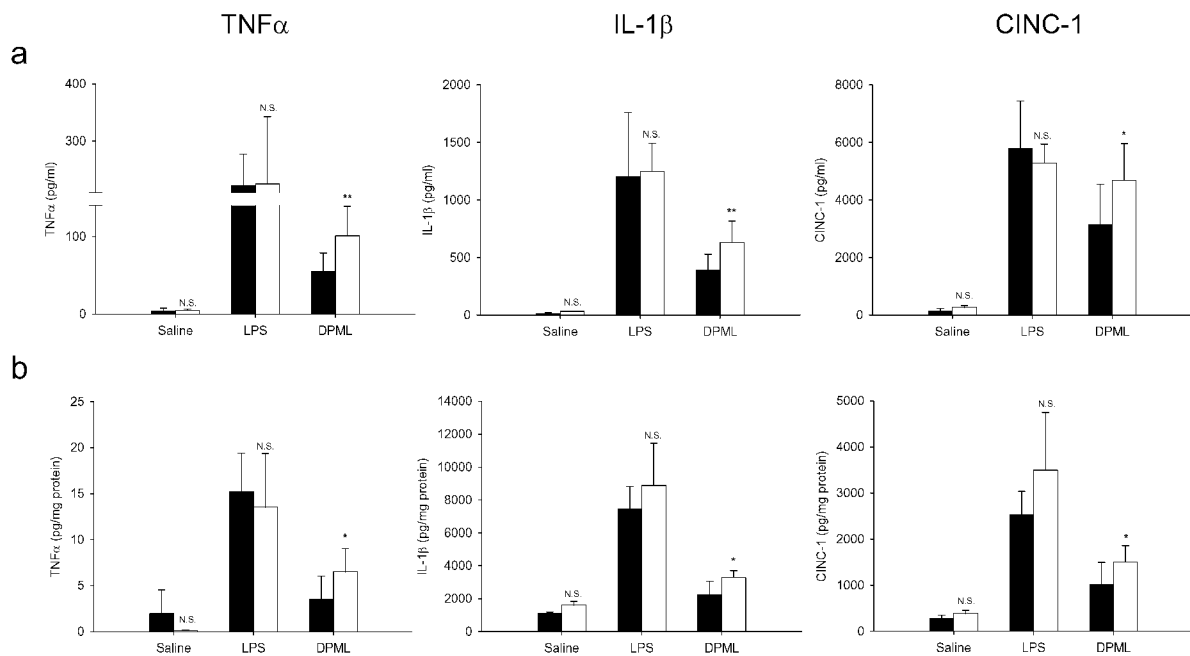 TNFα IL-1β CINC-1
a
TNFα (pg/ml)
400
300
100
0
N.S.
N.S.
**
Saline LPS DPML
IL-1β (pg/ml)
2000
1500
1000
500
0
N.S.
N.S.
**
Saline LPS DPML
CINC-1 (pg/ml)
8000
6000
4000
2000
0
N.S.
N.S.
*
Saline LPS DPML
b
TNFα (pg/mg protein)
25
20
15
10
5
0
N.S.
N.S.
*
Saline LPS DPML
IL-1β (pg/mg protein)
14000
12000
10000
8000
6000
4000
2000
0
N.S.
N.S.
*
Saline LPS DPML
CINC-1 (pg/mg protein)
5000
4000
3000
2000
1000
0
N.S.
N.S.
*
Saline LPS DPML